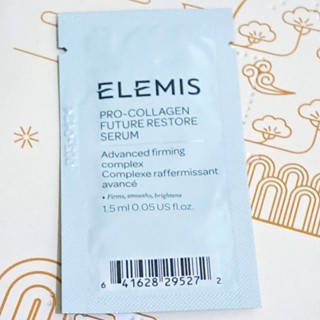 ELEMIS
PRO-COLLAGEN
FUTURE RESTORE
SERUM
Advanced firming
complex
Complexe raffermissant
avancé
• Firms, smooths, brightens
1.5 ml 0.05 US fl.oz.
6 41628 29527 2